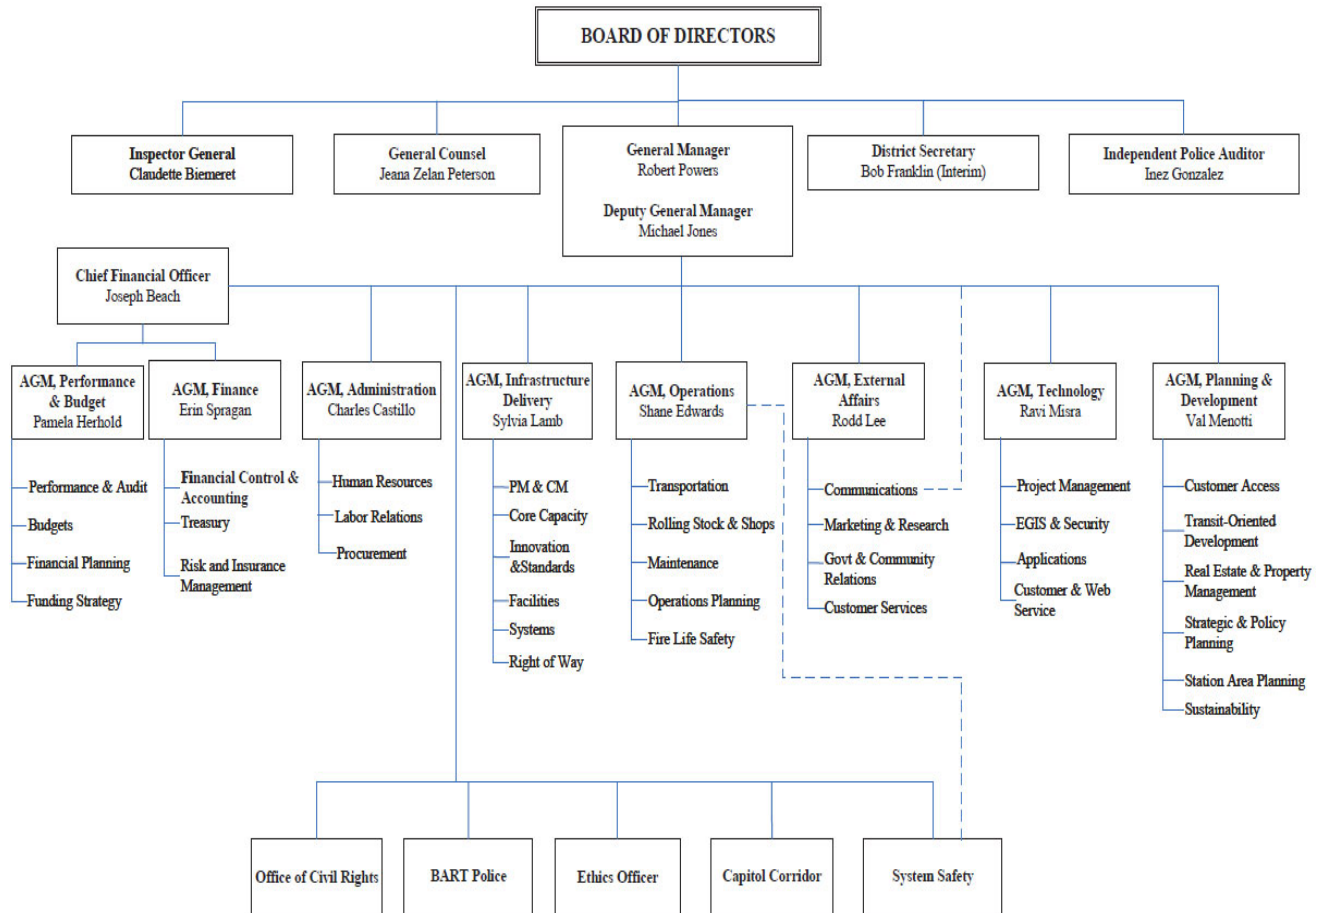 BOARD OF DIRECTORS
Inspector General
Claudette Biemeret
General Counsel
Jeana Zelan Peterson
General Manager
Robert Powers
Deputy General Manager
Michael Jones
District Secretary
Bob Franklin (Interim)
Independent Police Auditor
Inez Gonzalez
Chief Financial Officer
Joseph Beach
AGM, Performance
& Budget
Pamela Herhold
AGM, Finance
Erin Spragan
AGM, Administration
Charles Castillo
AGM, Infrastructure
Delivery
Sylvia Lamb
AGM, Operations
Shane Edwards
AGM, External
Affairs
Rodd Lee
AGM, Technology
Ravi Misra
AGM, Planning &
Development
Val Menotti
Performance & Audit
Budgets
Financial Planning
Funding Strategy
Financial Control &
Accounting
Treasury
Risk and Insurance
Management
Human Resources
Labor Relations
Procurement
PM & CM
Core Capacity
Innovation
&Standards
Facilities
Systems
Right of Way
Transportation
Rolling Stock & Shops
Maintenance
Operations Planning
Fire Life Safety
Communications
Marketing & Research
Govt & Community
Relations
Customer Services
Project Management
EGIS & Security
Applications
Customer & Web
Service
Customer Access
Transit-Oriented
Development
Real Estate & Property
Management
Strategic & Policy
Planning
Station Area Planning
Sustainability
Office of Civil Rights
BART Police
Ethics Officer
Capitol Corridor
System Safety